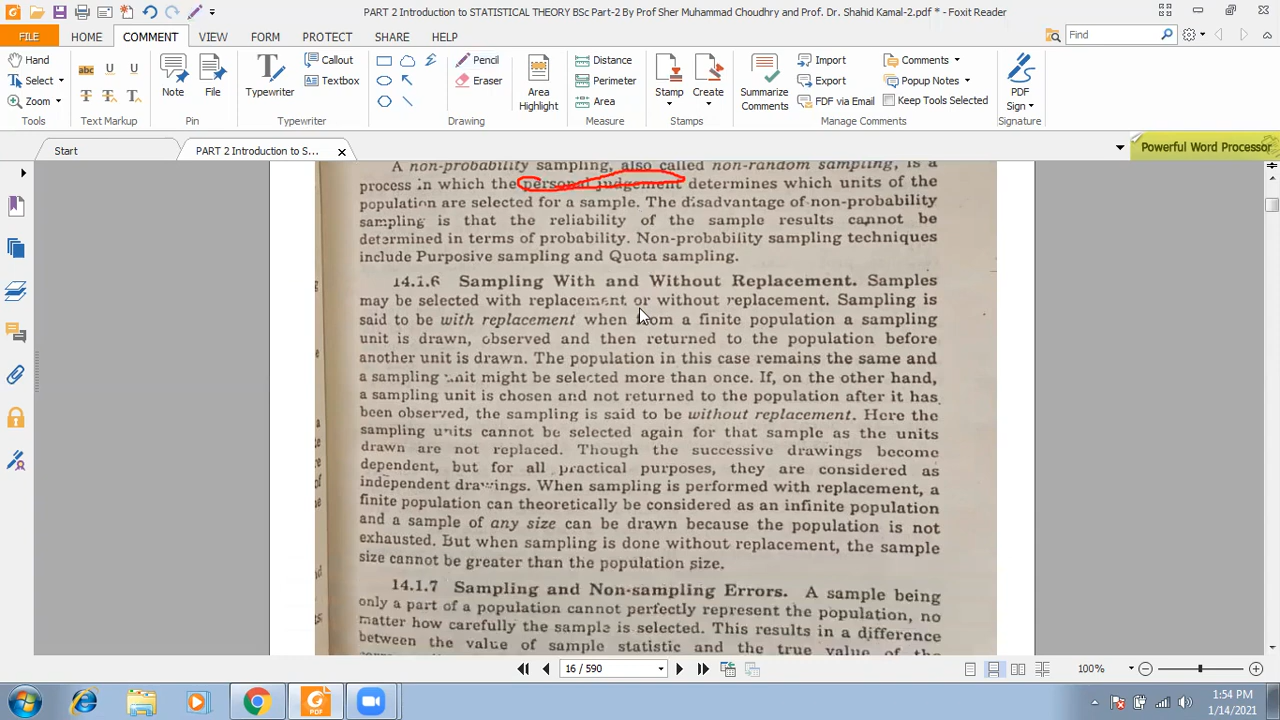 PART 2 Introduction to STATISTICAL THEORY BSc Part-2 By Prof Sher Muhammad Choudhry and Prof. Dr. Shahid Kamal-2.pdf * - Foxit Reader
FILE HOME COMMENT VIEW FORM PROTECT SHARE HELP Find
Hand Select Zoom Tools
abc U U T T T Text Markup
Note File Pin
Typewriter Callout Textbox Typewriter
Pencil Eraser Drawing
Area Highlight Distance Perimeter Area Measure
Stamp Create Stamps
Summarize Comments Import Export FDF via Email Comments Popup Notes Keep Tools Selected Manage Comments
PDF Sign Signature
Start PART 2 Introduction to S... Powerful Word Processor
A non-probability sampling, also called non-random sampling, is a
process in which the personal judgement determines which units of the
population are selected for a sample. The disadvantage of non-probability
sampling is that the reliability of the sample results cannot be
determined in terms of probability. Non-probability sampling techniques
include Purposive sampling and Quota sampling.
14.1.6 Sampling With and Without Replacement. Samples
may be selected with replacement or without replacement. Sampling is
said to be with replacement when from a finite population a sampling
unit is drawn, observed and then returned to the population before
another unit is drawn. The population in this case remains the same and
a sampling unit might be selected more than once. If, on the other hand,
a sampling unit is chosen and not returned to the population after it has
been observed, the sampling is said to be without replacement. Here the
sampling units cannot be selected again for that sample as the units
drawn are not replaced. Though the successive drawings become
dependent, but for all practical purposes, they are considered as
independent drawings. When sampling is performed with replacement, a
finite population can theoretically be considered as an infinite population
and a sample of any size can be drawn because the population is not
exhausted. But when sampling is done without replacement, the sample
size cannot be greater than the population size.
14.1.7 Sampling and Non-sampling Errors. A sample being
only a part of a population cannot perfectly represent the population, no
matter how carefully the sample is selected. This results in a difference
between the value of sample statistic and the true value of the
16 / 590 100%
1:54 PM
1/14/2021